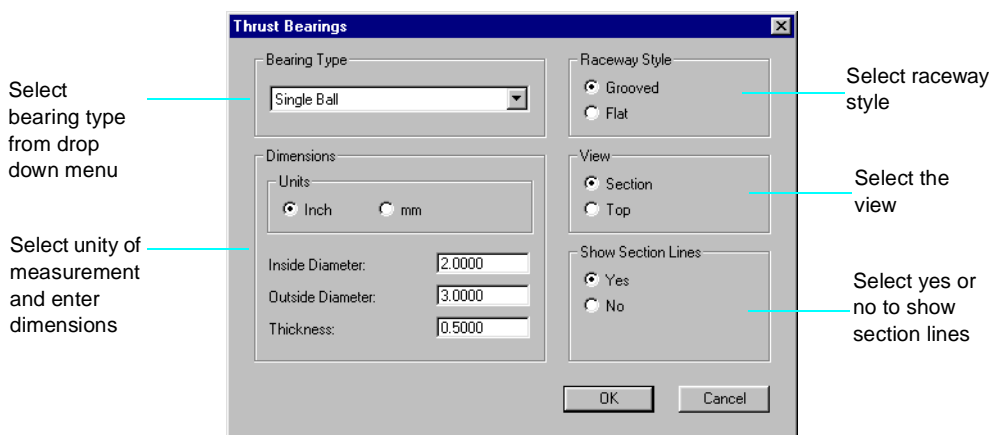 Thrust Bearings
Select
bearing type
from drop
down menu
Bearing Type
Single Ball
Raceway Style
Grooved
Flat
Select raceway
style
Select unity of
measurement
and enter
dimensions
Dimensions
Units
Inch mm
Inside Diameter: 2.0000
Outside Diameter: 3.0000
Thickness: 0.5000
View
Section
Top
Select the
view
Show Section Lines
Yes
No
Select yes or
no to show
section lines
OK Cancel